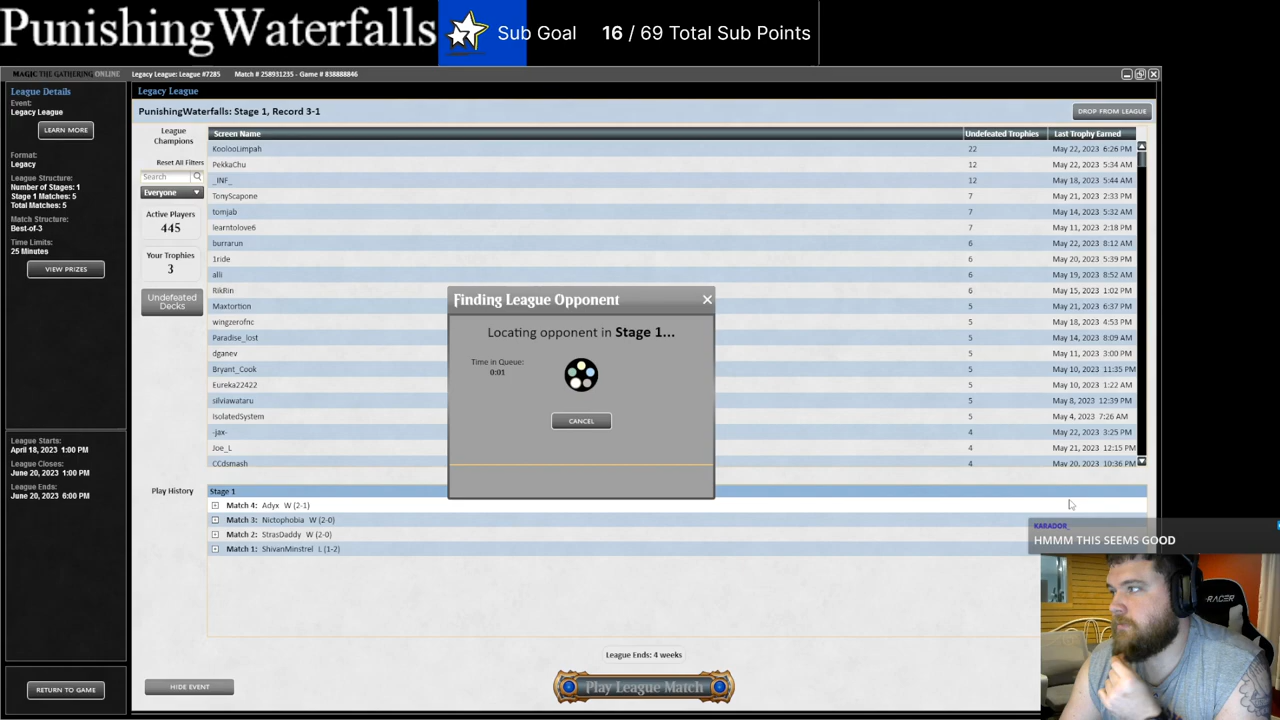 PunishingWaterfalls Sub Goal 16 / 69 Total Sub Points
MAGIC THE GATHERING ONLINE Legacy League: League #7285 Match # 258931235 - Game # 838888846
League Details
Event:
Legacy League
LEARN MORE
Format:
Legacy
League Structure:
Number of Stages: 1
Stage 1 Matches: 5
Total Matches: 5
Match Structure:
Best-of-3
Time Limits:
25 Minutes
VIEW PRIZES
League Starts:
April 18, 2023 1:00 PM
League Closes:
June 20, 2023 1:00 PM
League Ends:
June 20, 2023 6:00 PM
RETURN TO GAME
Legacy League
PunishingWaterfalls: Stage 1, Record 3-1
DROP FROM LEAGUE
League
Champions
Reset All Filters
Search
Everyone
Active Players
445
Your Trophies
3
Undefeated
Decks
Screen Name Undefeated Trophies Last Trophy Earned
KoolooLimpah 22 May 22, 2023 6:26 PM
PekkaChu 12 May 22, 2023 5:34 AM
_INF_ 12 May 18, 2023 5:44 AM
TonyScapone 7 May 21, 2023 2:33 PM
tomjab 7 May 14, 2023 5:32 AM
learntolove6 7 May 11, 2023 2:18 PM
burrarun 6 May 22, 2023 8:12 AM
1ride 6 May 20, 2023 5:39 PM
alli 6 May 19, 2023 8:52 AM
RikRin 6 May 15, 2023 1:02 PM
Maxtortion 5 May 21, 2023 6:37 PM
wingzerofnc 5 May 18, 2023 4:53 PM
Paradise_lost 5 May 14, 2023 8:09 AM
dganev 5 May 11, 2023 3:00 PM
Bryant_Cook 5 May 10, 2023 11:35 PM
Eureka22422 5 May 10, 2023 1:22 AM
silviawataru 5 May 8, 2023 12:39 PM
IsolatedSystem 5 May 4, 2023 7:26 AM
-jax- 4 May 22, 2023 3:25 PM
Joe_L 4 May 21, 2023 12:15 PM
CCdsmash 4 May 20, 2023 10:36 PM
Finding League Opponent
Locating opponent in Stage 1...
Time in Queue:
0:01
CANCEL
Play History
Stage 1
Match 4: Adyx W (2-1)
Match 3: Nictophobia W (2-0)
Match 2: StrasDaddy W (2-0)
Match 1: ShivanMinstrel L (1-2)
League Ends: 4 weeks
HIDE EVENT
Play League Match
KARADOR_
HMMM THIS SEEMS GOOD
RACER